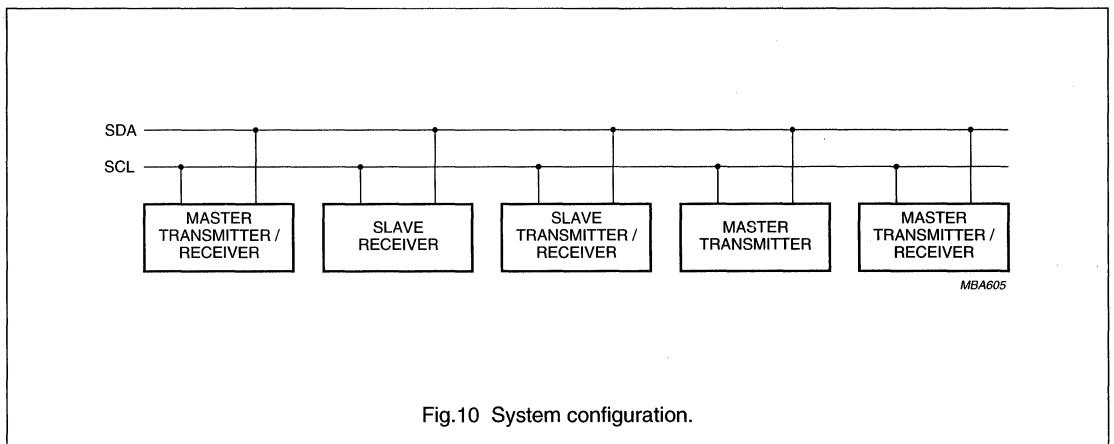 SDA
SCL
MASTER
TRANSMITTER /
RECEIVER
SLAVE
RECEIVER
SLAVE
TRANSMITTER /
RECEIVER
MASTER
TRANSMITTER
MASTER
TRANSMITTER /
RECEIVER
MBA605
Fig.10 System configuration.